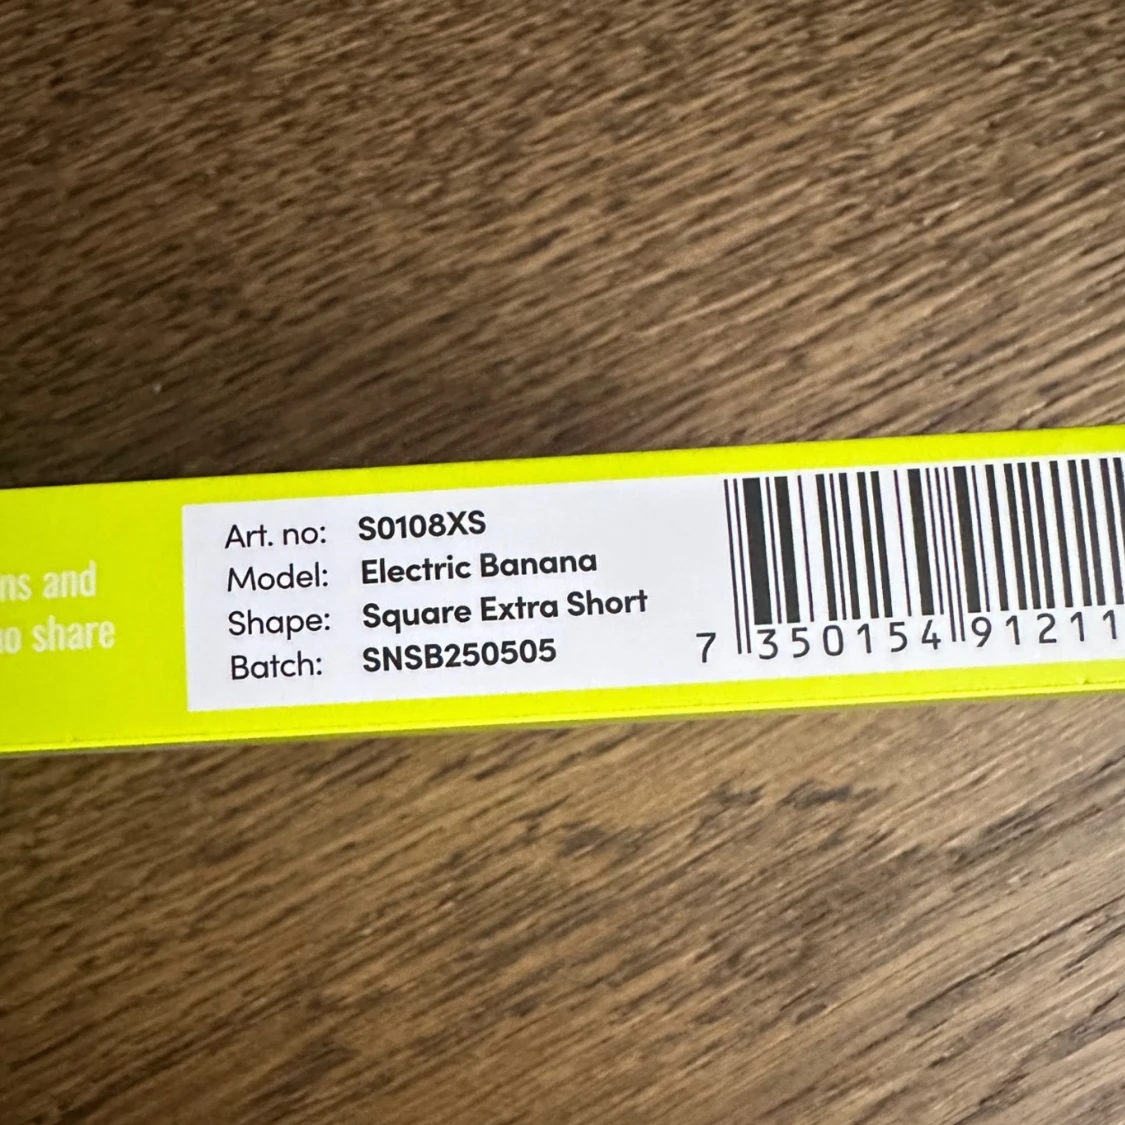 ns and
o share
Art. no: S0108XS
Model: Electric Banana
Shape: Square Extra Short
Batch: SNSB250505
7 350154 91211